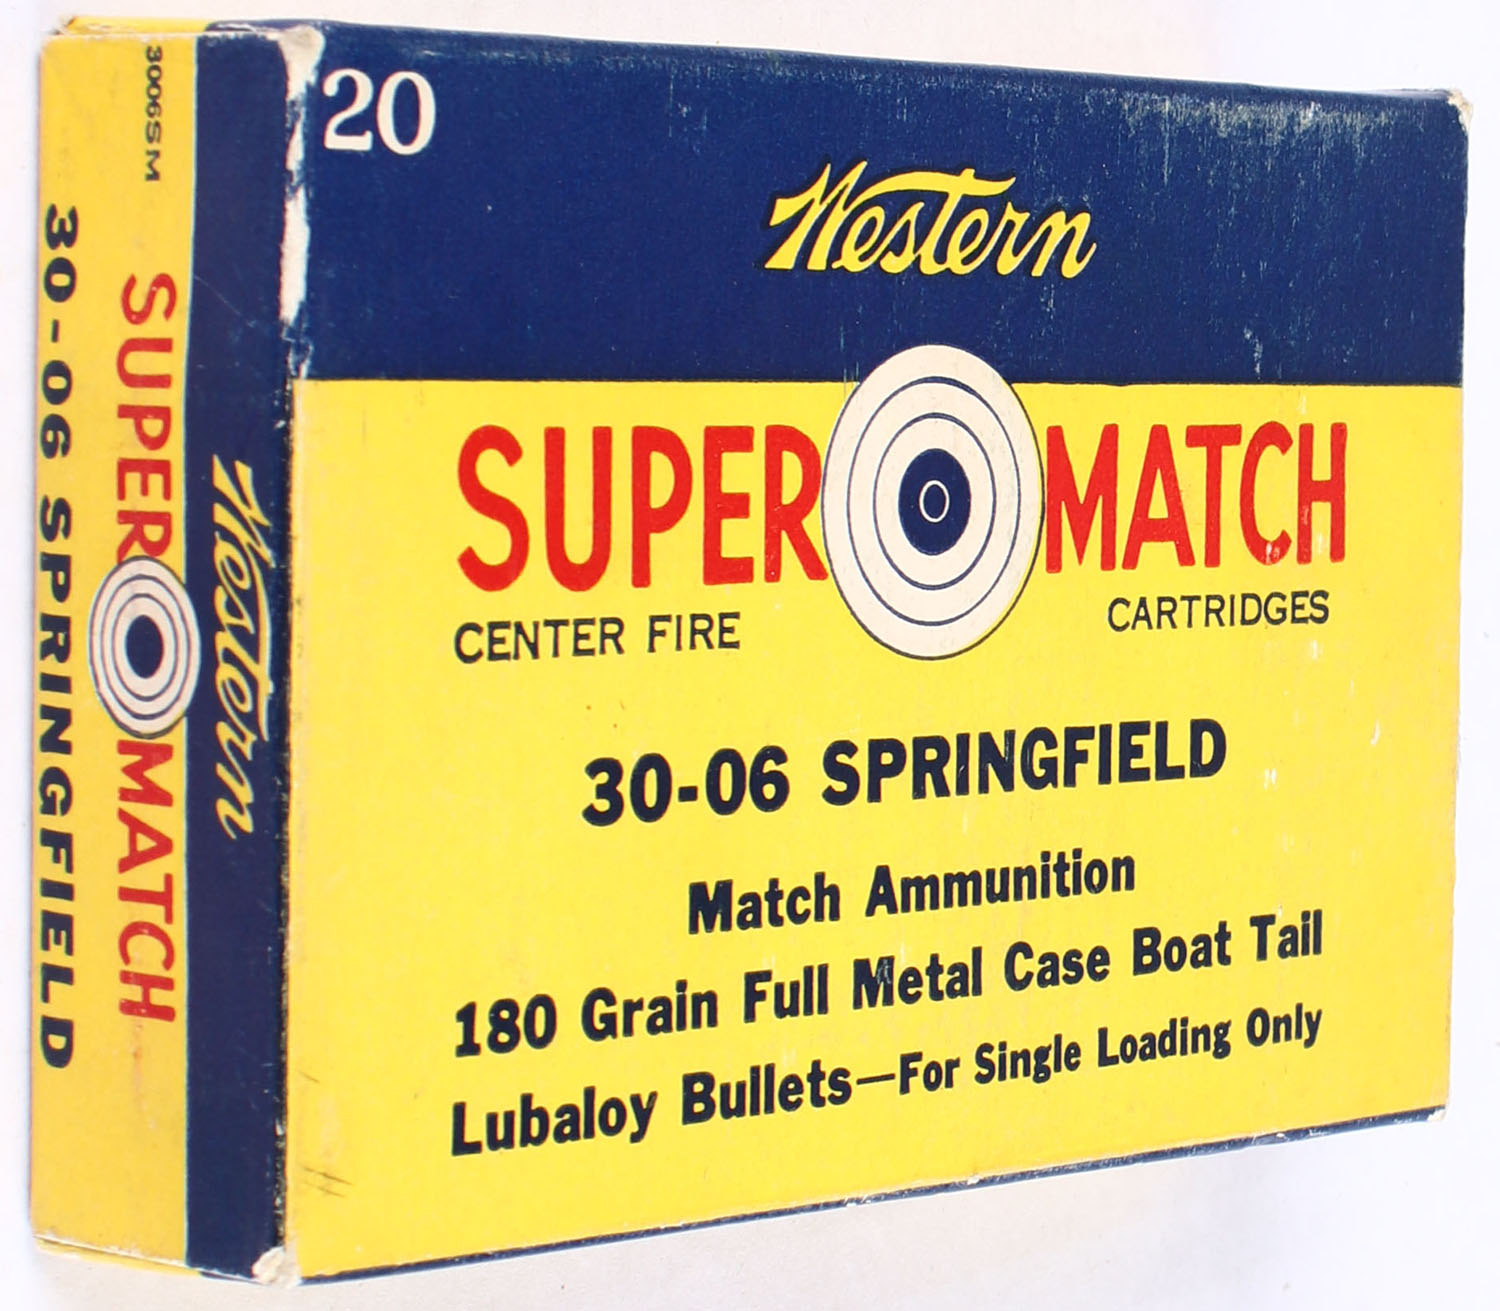 20
Western
SUPER MATCH
CENTER FIRE CARTRIDGES
30-06 SPRINGFIELD
Match Ammunition
180 Grain Full Metal Case Boat Tail
Lubaloy Bullets—For Single Loading Only
Western
SUPER MATCH
30-06 SPRINGFIELD
3006SM